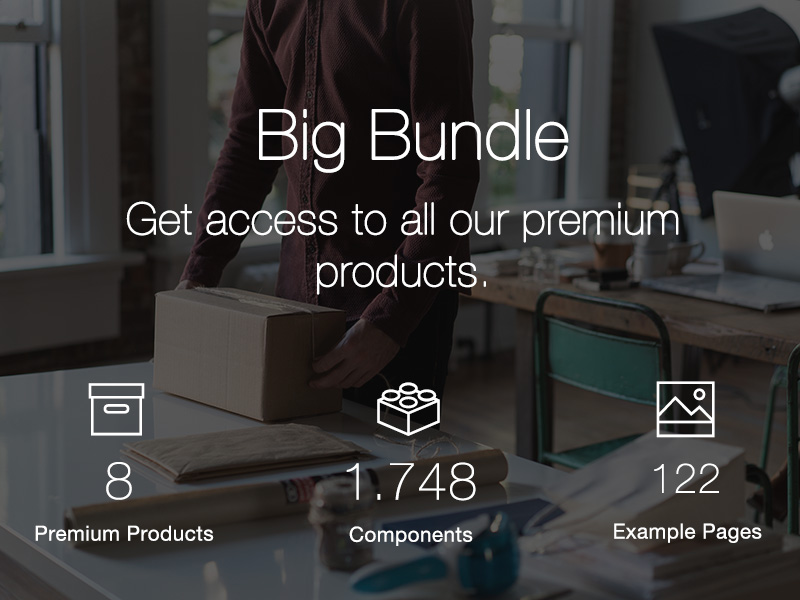 Big Bundle
Get access to all our premium
products.
8
1.748
122
Premium Products
Components
Example Pages